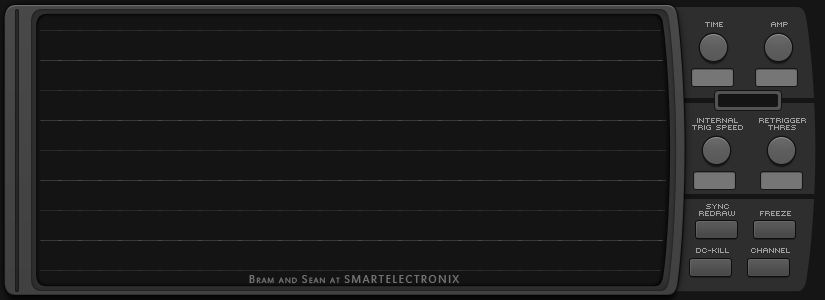 TIME
AMP
INTERNAL
TRIG SPEED
RETRIGGER
THRES
SYNC
REDRAW
FREEZE
DC-KILL
CHANNEL
BRAM AND SEAN AT SMARTELECTRONIX